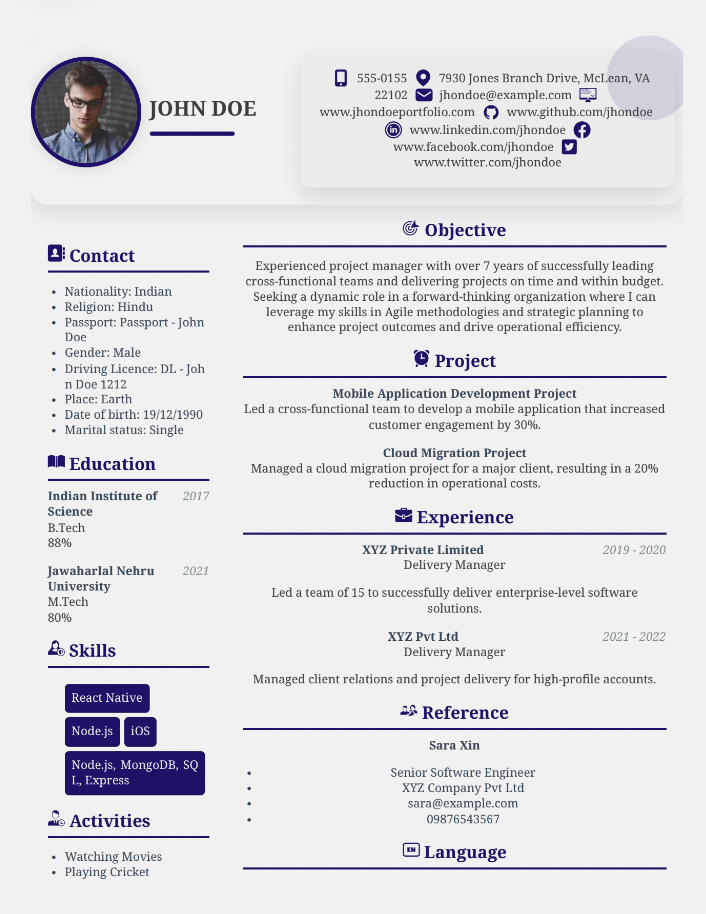 JOHN DOE
555-0155 7930 Jones Branch Drive, McLean, VA
22102 jhondoe@example.com
www.jhondoeportfolio.com www.github.com/jhondoe
www.linkedin.com/jhondoe
www.facebook.com/jhondoe
www.twitter.com/jhondoe
Contact
• Nationality: Indian
• Religion: Hindu
• Passport: Passport - John
Doe
• Gender: Male
• Driving Licence: DL - Joh
n Doe 1212
• Place: Earth
• Date of birth: 19/12/1990
• Marital status: Single
Education
Indian Institute of 2017
Science
B.Tech
88%
Jawaharlal Nehru 2021
University
M.Tech
80%
Skills
React Native
Node.js iOS
Node.js, MongoDB, SQ
L, Express
Activities
• Watching Movies
• Playing Cricket
Objective
Experienced project manager with over 7 years of successfully leading
cross-functional teams and delivering projects on time and within budget.
Seeking a dynamic role in a forward-thinking organization where I can
leverage my skills in Agile methodologies and strategic planning to
enhance project outcomes and drive operational efficiency.
Project
Mobile Application Development Project
Led a cross-functional team to develop a mobile application that increased
customer engagement by 30%.
Cloud Migration Project
Managed a cloud migration project for a major client, resulting in a 20%
reduction in operational costs.
Experience
XYZ Private Limited 2019 - 2020
Delivery Manager
Led a team of 15 to successfully deliver enterprise-level software
solutions.
XYZ Pvt Ltd 2021 - 2022
Delivery Manager
Managed client relations and project delivery for high-profile accounts.
Reference
Sara Xin
• Senior Software Engineer
• XYZ Company Pvt Ltd
• sara@example.com
• 09876543567
EN Language